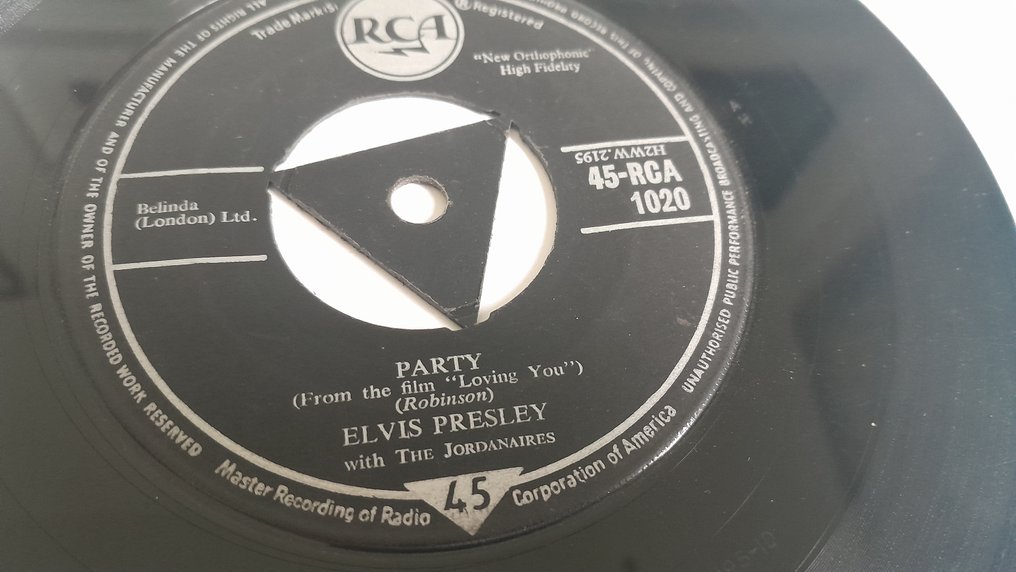 RCA
Trade Mark(S)
® Registered
"New Orthophonic"
High Fidelity
H2WW.2195
45-RCA
1020
Belinda
(London) Ltd.
PARTY
(From the film "Loving You")
(Robinson)
ELVIS PRESLEY
with THE JORDANAIRES
45
Master Recording of Radio Corporation of America
ALL RIGHTS OF THE MANUFACTURER AND OF THE OWNER OF THE RECORDED WORK RESERVED
UNAUTHORISED PUBLIC PERFORMANCE BROADCASTING AND COPYING OF THIS RECORD